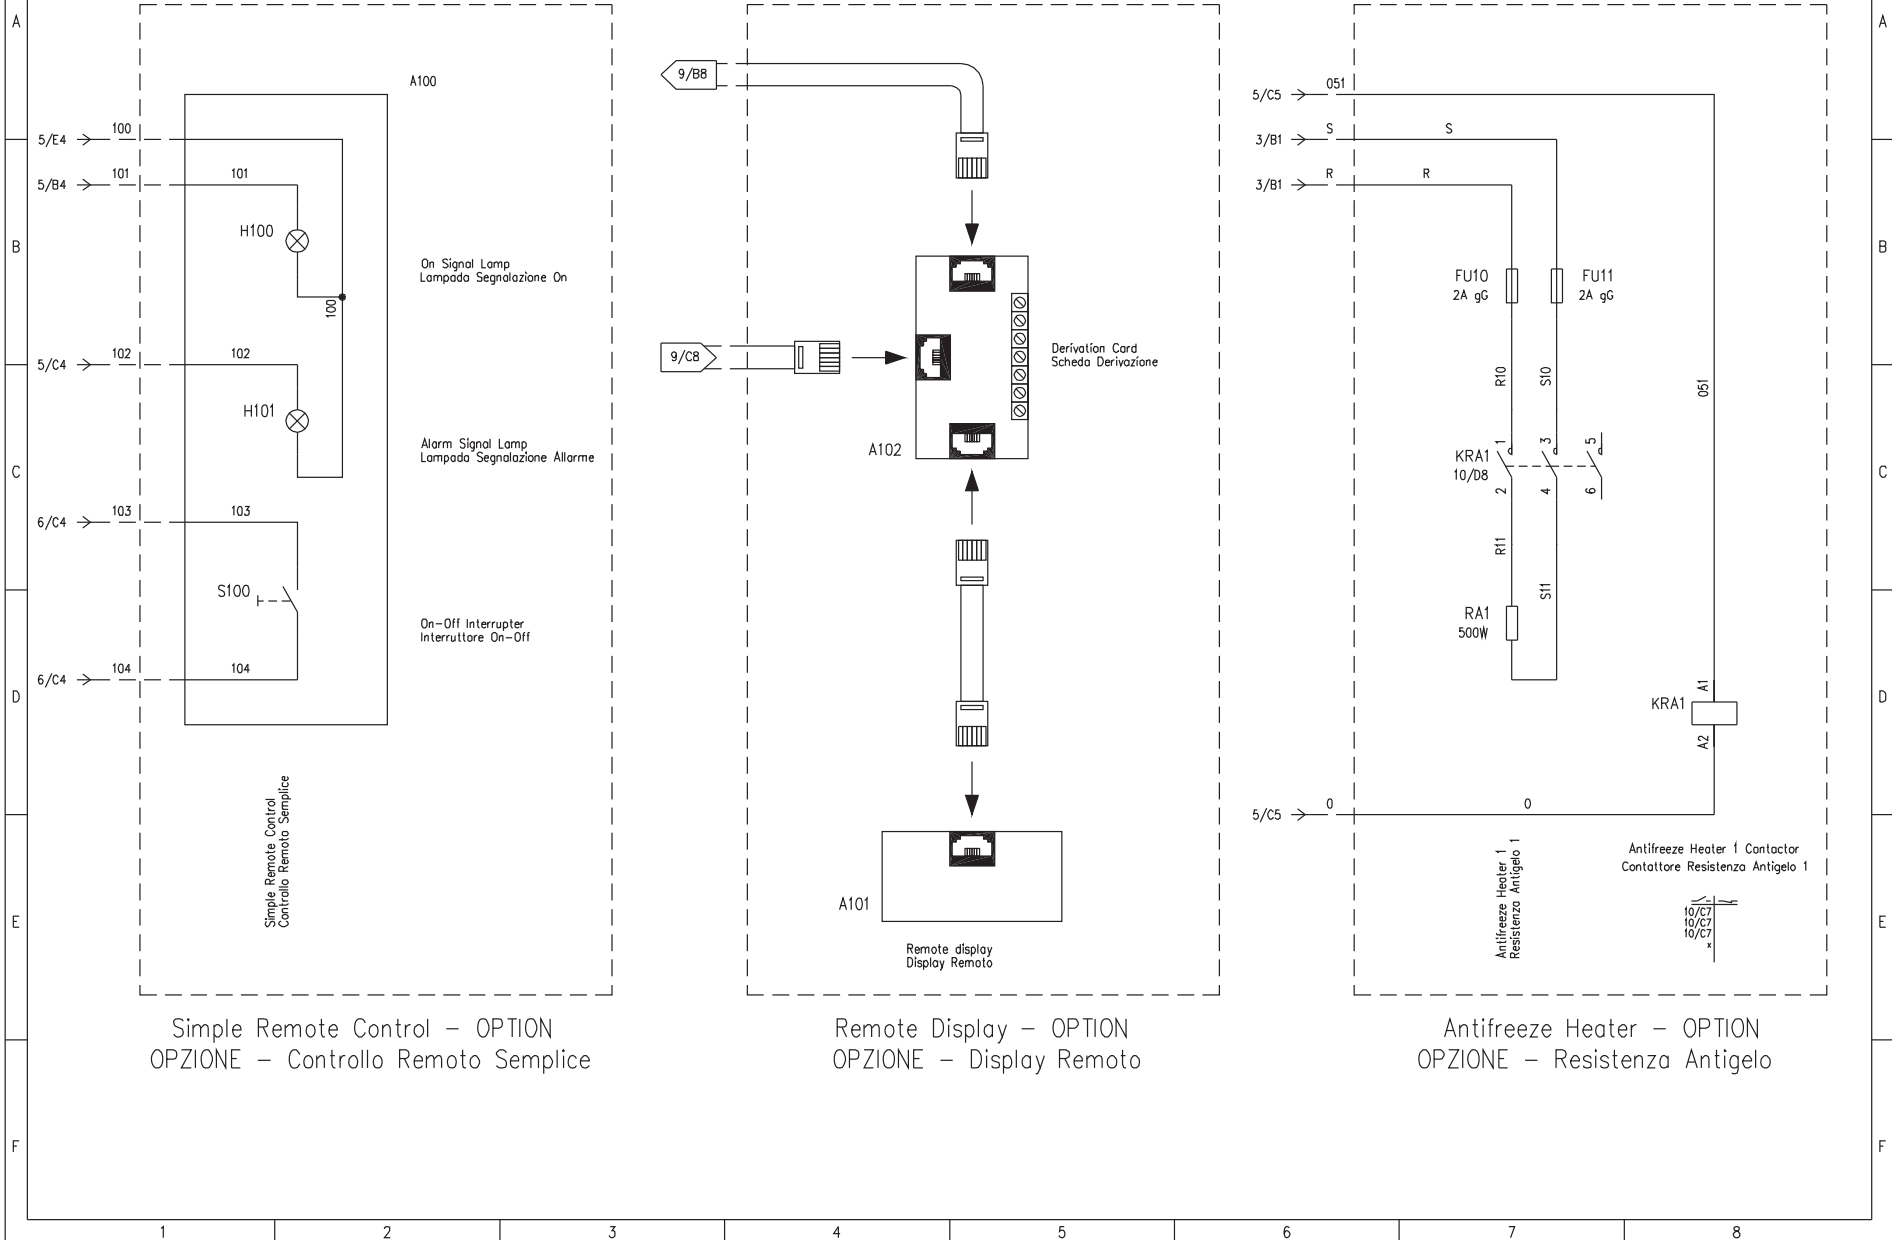 A
A
A100
5/E4
100
5/B4
101
101
H100
On Signal Lamp
Lampada Segnalazione On
100
B
5/C4
102
102
H101
Alarm Signal Lamp
Lampada Segnalazione Allarme
C
6/C4
103
103
S100
On-Off Interrupter
Interruttore On-Off
6/C4
104
104
D
Simple Remote Control
Controllo Remoto Semplice
E
Simple Remote Control - OPTION
OPZIONE - Controllo Remoto Semplice
9/B8
9/C8
Derivation Card
Scheda Derivazione
A102
A101
Remote display
Display Remoto
Remote Display - OPTION
OPZIONE - Display Remoto
5/C5
051
3/B1
S
S
3/B1
R
R
B
FU10
2A gG
FU11
2A gG
R10
S10
051
KRA1
10/D8
1
2
3
4
5
6
C
R11
S11
RA1
500W
A1
KRA1
A2
D
5/C5
0
0
Antifreeze Heater 1
Resistenza Antigelo 1
Antifreeze Heater 1 Contactor
Contattore Resistenza Antigelo 1
10/C7
10/C7
10/C7
x
E
Antifreeze Heater - OPTION
OPZIONE - Resistenza Antigelo
F
F
1
2
3
4
5
6
7
8